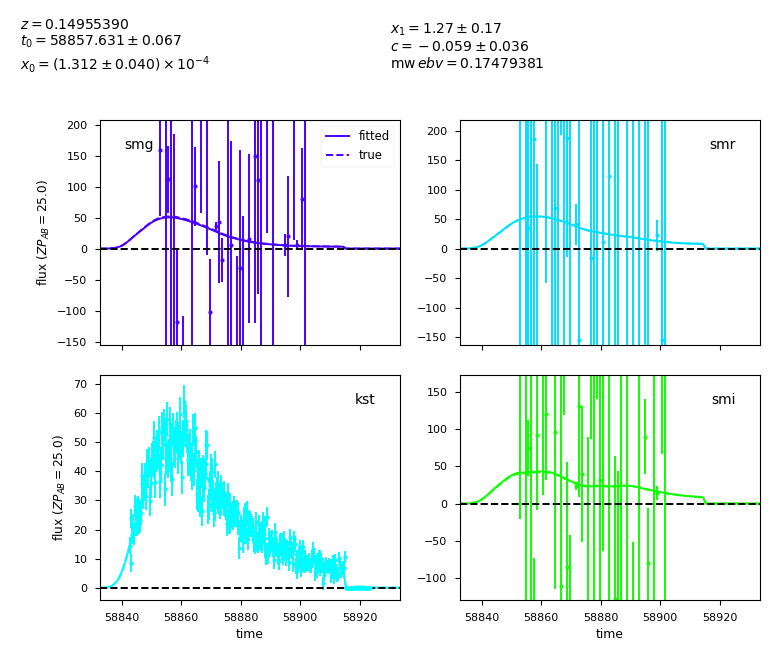 z = 0.14955390
t₀ = 58857.631 ± 0.067
x₀ = (1.312 ± 0.040) × 10⁻⁴
x₁ = 1.27 ± 0.17
c = −0.059 ± 0.036
mw ebv = 0.17479381
smg
fitted
true
200
150
100
50
0
−50
−100
−150
flux (ZP_AB = 25.0)
smr
200
150
100
50
0
−50
−100
−150
kst
70
60
50
40
30
20
10
0
flux (ZP_AB = 25.0)
58840 58860 58880 58900 58920
time
smi
150
100
50
0
−50
−100
58840 58860 58880 58900 58920
time